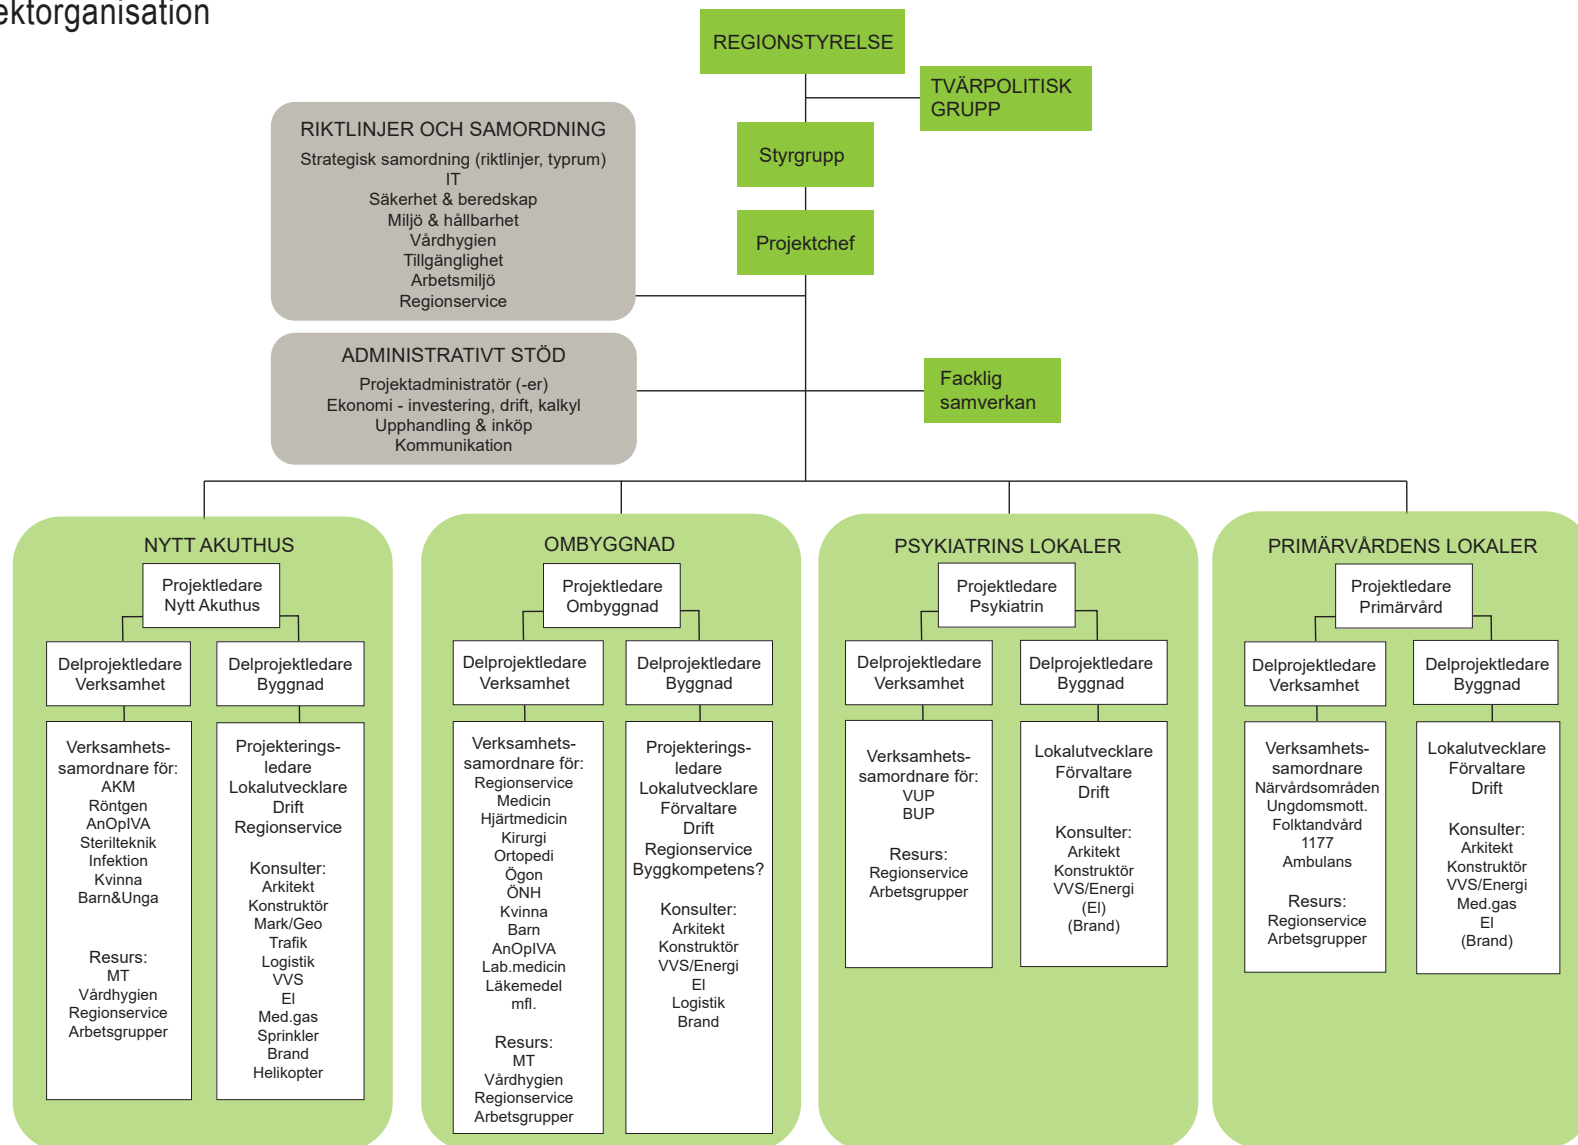 ektorganisation
REGIONSTYRELSE
TVÄRPOLITISK
GRUPP
RIKTLINJER OCH SAMORDNING
Strategisk samordning (riktlinjer, typrum)
IT
Säkerhet & beredskap
Miljö & hållbarhet
Vårdhygien
Tillgänglighet
Arbetsmiljö
Regionservice
Styrgrupp
Projektchef
ADMINISTRATIVT STÖD
Projektadministratör (-er)
Ekonomi - investering, drift, kalkyl
Upphandling & inköp
Kommunikation
Facklig
samverkan
NYTT AKUTHUS
Projektledare
Nytt Akuthus
Delprojektledare
Verksamhet
Verksamhets-
samordnare för:
AKM
Röntgen
AnOpIVA
Sterilteknik
Infektion
Kvinna
Barn&Unga
Resurs:
MT
Vårdhygien
Regionservice
Arbetsgrupper
Delprojektledare
Byggnad
Projekterings-
ledare
Lokalutvecklare
Drift
Regionservice
Konsulter:
Arkitekt
Konstruktör
Mark/Geo
Trafik
Logistik
VVS
El
Med.gas
Sprinkler
Brand
Helikopter
OMBYGGNAD
Projektledare
Ombyggnad
Delprojektledare
Verksamhet
Verksamhets-
samordnare för:
Regionservice
Medicin
Hjärtmedicin
Kirurgi
Ortopedi
Ögon
ÖNH
Kvinna
Barn
AnOpIVA
Lab.medicin
Läkemedel
mfl.
Resurs:
MT
Vårdhygien
Regionservice
Arbetsgrupper
Delprojektledare
Byggnad
Projekterings-
ledare
Lokalutvecklare
Förvaltare
Drift
Regionservice
Byggkompetens?
Konsulter:
Arkitekt
Konstruktör
VVS/Energi
El
Logistik
Brand
PSYKIATRINS LOKALER
Projektledare
Psykiatrin
Delprojektledare
Verksamhet
Verksamhets-
samordnare för:
VUP
BUP
Resurs:
Regionservice
Arbetsgrupper
Delprojektledare
Byggnad
Lokalutvecklare
Förvaltare
Drift
Konsulter:
Arkitekt
Konstruktör
VVS/Energi
(El)
(Brand)
PRIMÄRVÅRDENS LOKALER
Projektledare
Primärvård
Delprojektledare
Verksamhet
Verksamhets-
samordnare
Närvårdsområden
Ungdomsmott.
Folktandvård
1177
Ambulans
Resurs:
Regionservice
Arbetsgrupper
Delprojektledare
Byggnad
Lokalutvecklare
Förvaltare
Drift
Konsulter:
Arkitekt
Konstruktör
VVS/Energi
Med.gas
El
(Brand)